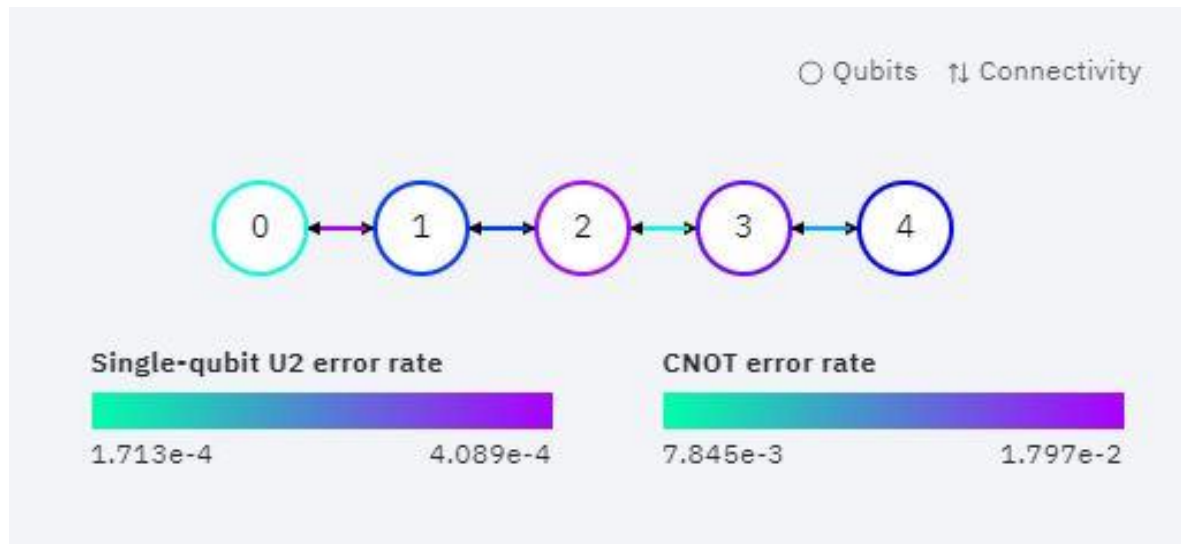 Qubits Connectivity
0 1 2 3 4
Single-qubit U2 error rate CNOT error rate
1.713e-4 4.089e-4 7.845e-3 1.797e-2